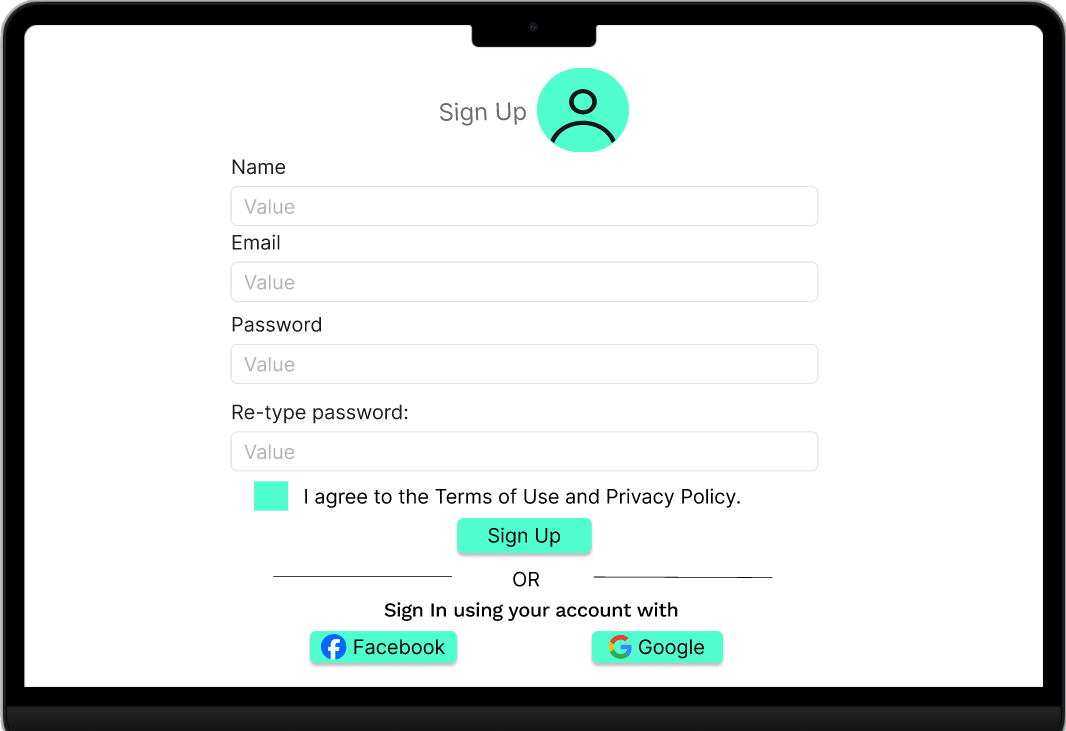 Sign Up
Name
Value
Email
Value
Password
Value
Re-type password:
Value
I agree to the Terms of Use and Privacy Policy.
Sign Up
OR
Sign In using your account with
Facebook
Google